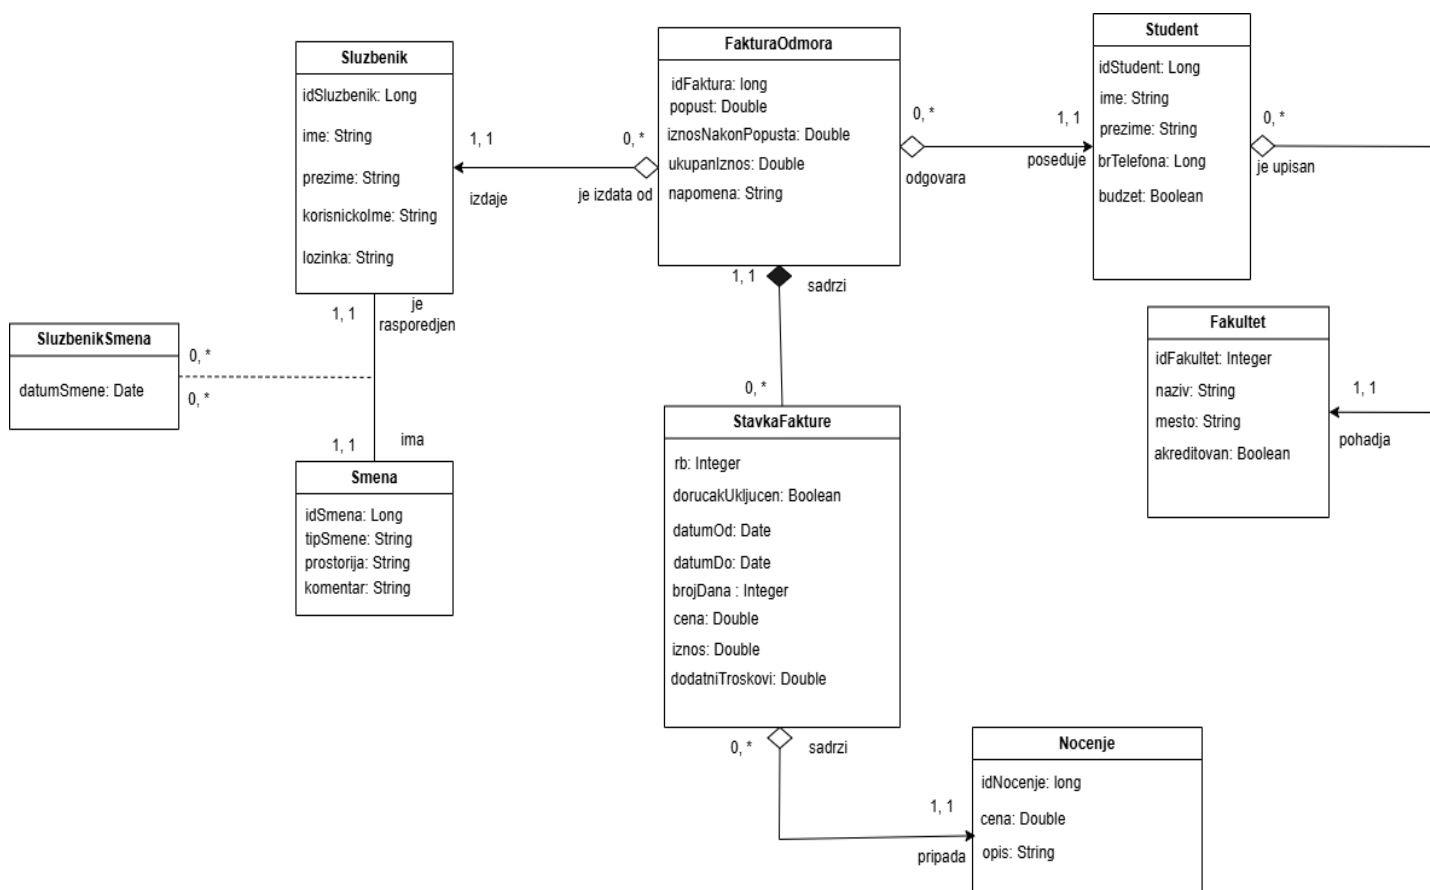 Sluzbenik
idSluzbenik: Long
ime: String
prezime: String
korisnickoIme: String
lozinka: String
1, 1
izdaje
0, *
je izdata od
FakturaOdmora
idFaktura: long
popust: Double
iznosNakonPopusta: Double
ukupanIznos: Double
napomena: String
0, *
odgovara
1, 1
poseduje
Student
idStudent: Long
ime: String
prezime: String
brTelefona: Long
budzet: Boolean
0, *
je upisan
1, 1
je
rasporedjen
SluzbenikSmena
datumSmene: Date
0, *
0, *
1, 1
ima
Smena
idSmena: Long
tipSmene: String
prostorija: String
komentar: String
1, 1
sadrzi
0, *
StavkaFakture
rb: Integer
dorucakUkljucen: Boolean
datumOd: Date
datumDo: Date
brojDana : Integer
cena: Double
iznos: Double
dodatniTroskovi: Double
0, *
sadrzi
Fakultet
idFakultet: Integer
naziv: String
mesto: String
akreditovan: Boolean
1, 1
pohadja
1, 1
pripada
Nocenje
idNocenje: long
cena: Double
opis: String